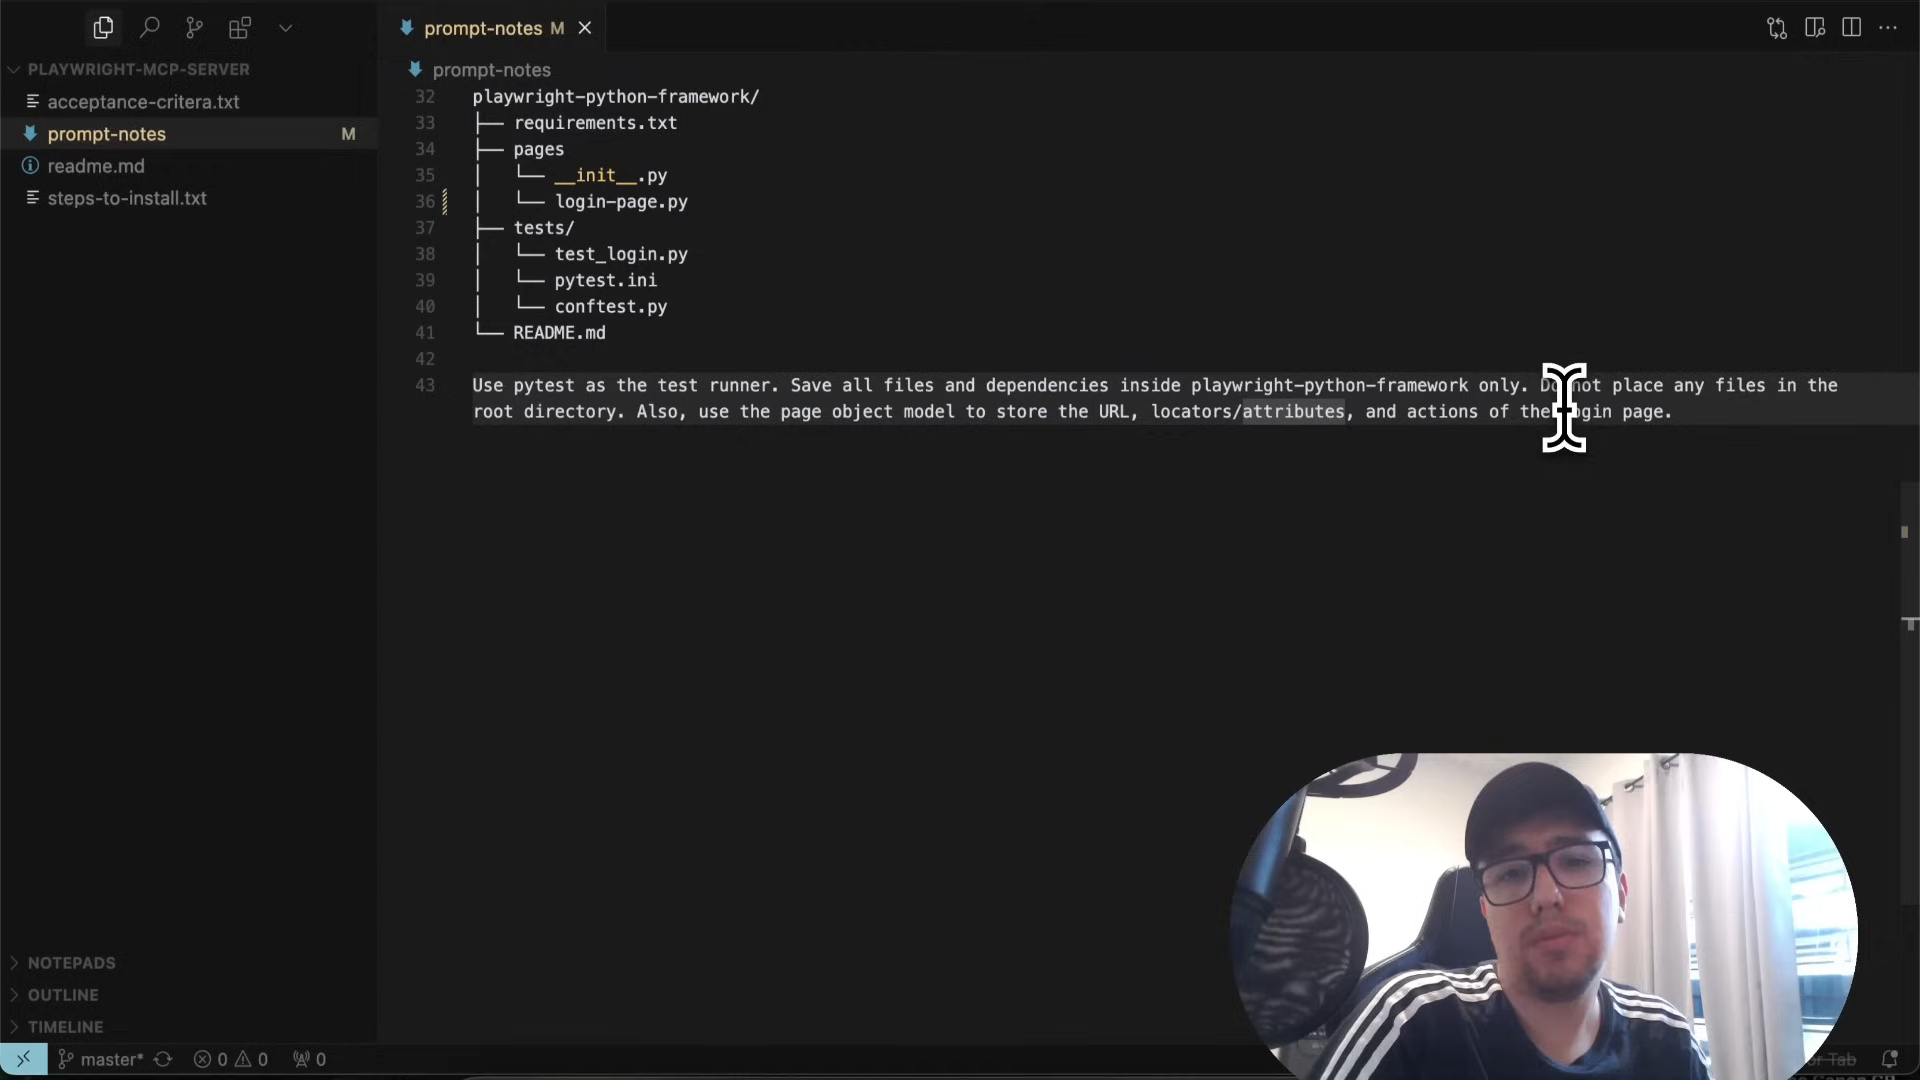 prompt-notes M
PLAYWRIGHT-MCP-SERVER
acceptance-critera.txt
prompt-notes M
readme.md
steps-to-install.txt
prompt-notes
32 playwright-python-framework/
33 ├── requirements.txt
34 ├── pages
35 │   └── __init__.py
36 │   └── login-page.py
37 ├── tests/
38 │   └── test_login.py
39 │   └── pytest.ini
40 │   └── conftest.py
41 └── README.md
42
43 Use pytest as the test runner. Save all files and dependencies inside playwright-python-framework only. Do not place any files in the
root directory. Also, use the page object model to store the URL, locators/attributes, and actions of the login page.
NOTEPADS
OUTLINE
TIMELINE
master* 0 0 0
Tab